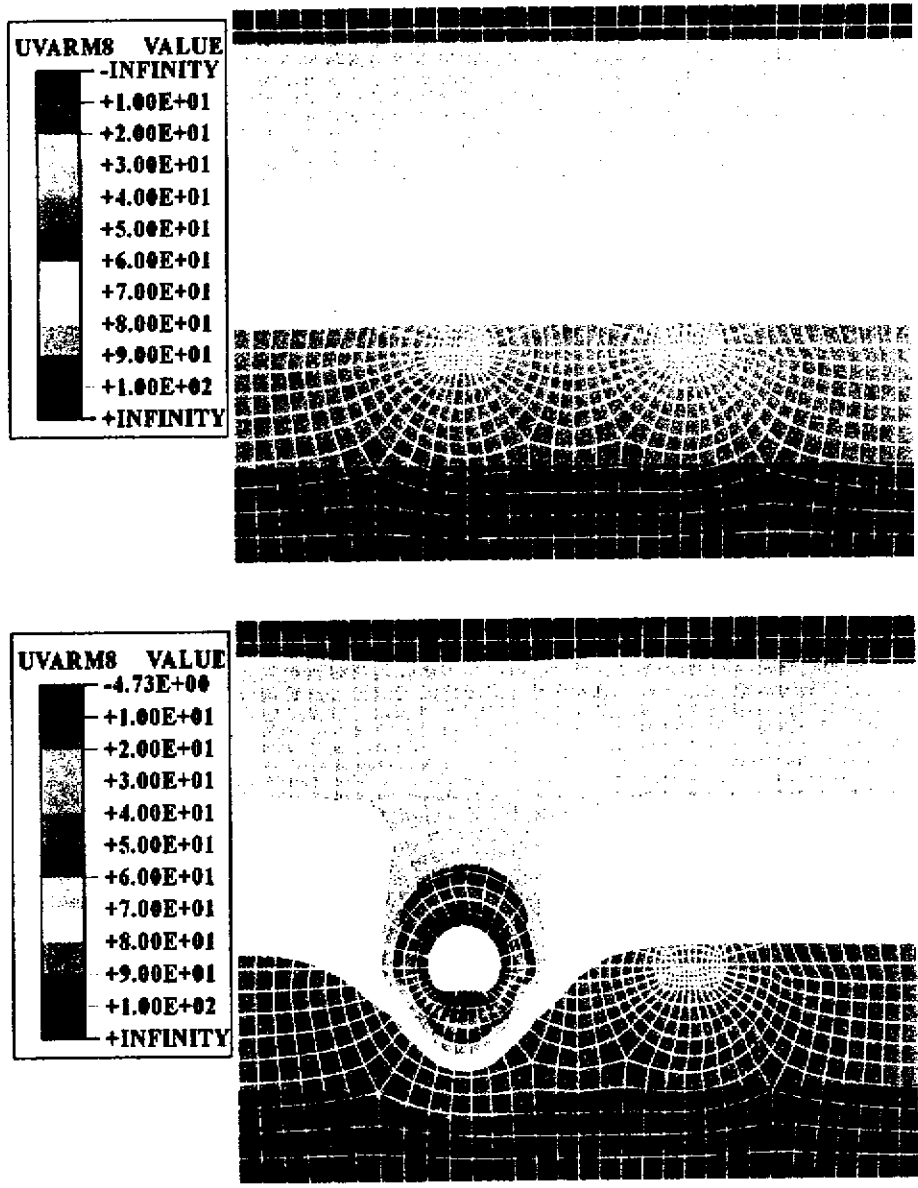 UVARM8 VALUE
-INFINITY
+1.00E+01
+2.00E+01
+3.00E+01
+4.00E+01
+5.00E+01
+6.00E+01
+7.00E+01
+8.00E+01
+9.00E+01
+1.00E+02
+INFINITY
UVARM8 VALUE
-4.73E+00
+1.00E+01
+2.00E+01
+3.00E+01
+4.00E+01
+5.00E+01
+6.00E+01
+7.00E+01
+8.00E+01
+9.00E+01
+1.00E+02
+INFINITY